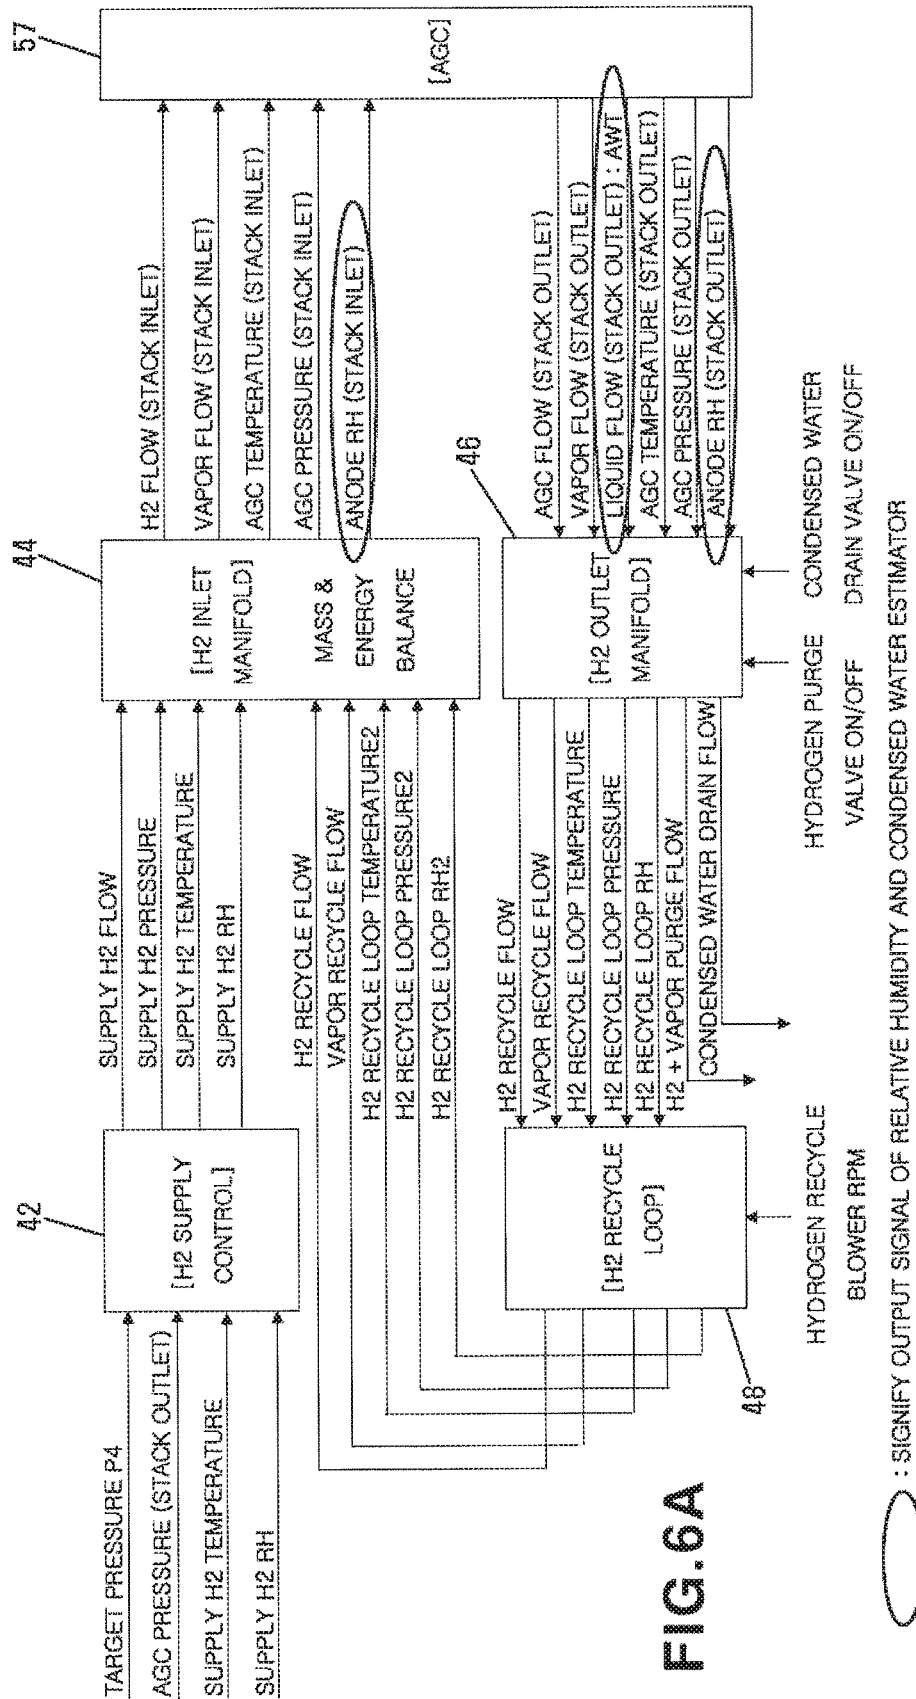 TARGET PRESSURE P4
AGC PRESSURE (STACK OUTLET)
SUPPLY H2 TEMPERATURE
SUPPLY H2 RH
42
[H2 SUPPLY
CONTROL]
SUPPLY H2 FLOW
SUPPLY H2 PRESSURE
SUPPLY H2 TEMPERATURE
SUPPLY H2 RH
H2 RECYCLE FLOW
VAPOR RECYCLE FLOW
H2 RECYCLE LOOP TEMPERATURE2
H2 RECYCLE LOOP PRESSURE2
H2 RECYCLE LOOP RH2
44
[H2 INLET
MANIFOLD]
MASS &
ENERGY
BALANCE
H2 FLOW (STACK INLET)
VAPOR FLOW (STACK INLET)
AGC TEMPERATURE (STACK INLET)
AGC PRESSURE (STACK INLET)
ANODE RH (STACK INLET)
57
[AGC]
AGC FLOW (STACK OUTLET)
VAPOR FLOW (STACK OUTLET)
LIQUID FLOW (STACK OUTLET) : AWT
AGC TEMPERATURE (STACK OUTLET)
AGC PRESSURE (STACK OUTLET)
ANODE RH (STACK OUTLET)
46
[H2 OUTLET
MANIFOLD]
H2 RECYCLE FLOW
VAPOR RECYCLE FLOW
H2 RECYCLE LOOP TEMPERATURE
H2 RECYCLE LOOP PRESSURE
H2 RECYCLE LOOP RH
H2 + VAPOR PURGE FLOW
CONDENSED WATER DRAIN FLOW
[H2 RECYCLE
LOOP]
48
HYDROGEN RECYCLE
BLOWER RPM
HYDROGEN PURGE
VALVE ON/OFF
CONDENSED WATER
DRAIN VALVE ON/OFF
FIG.6A
: SIGNIFY OUTPUT SIGNAL OF RELATIVE HUMIDITY AND CONDENSED WATER ESTIMATOR